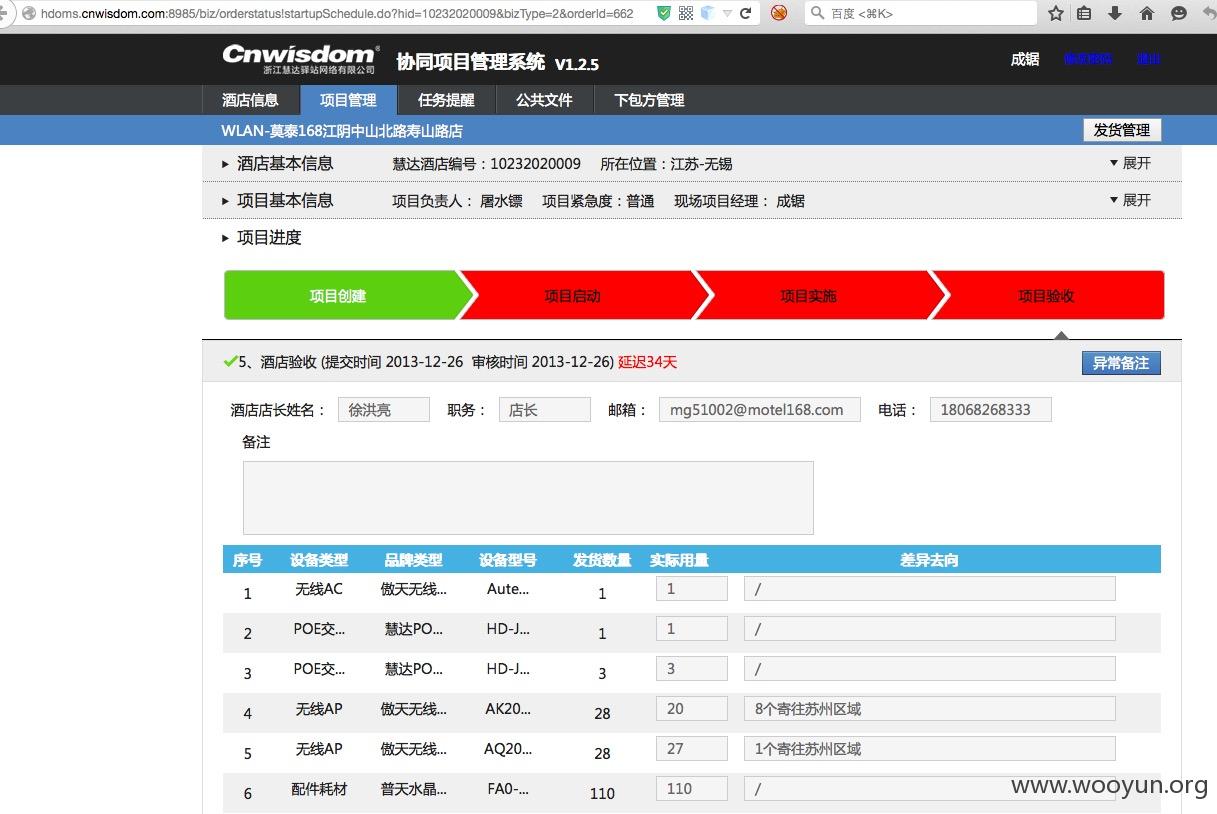 hdoms.cnwisdom.com:8985/biz/orderstatus!startupSchedule.do?hid=10232020009&bizType=2&orderId=662
百度 <⌘K>
Cnwisdom®
浙江慧达驿站网络有限公司
协同项目管理系统 V1.2.5
成锯 修改密码 退出
酒店信息 项目管理 任务提醒 公共文件 下包方管理
WLAN-莫泰168江阴中山北路寿山路店 发货管理
酒店基本信息 慧达酒店编号：10232020009 所在位置：江苏-无锡 展开
项目基本信息 项目负责人： 屠水镖 项目紧急度：普通 现场项目经理： 成锯 展开
项目进度
项目创建 项目启动 项目实施 项目验收
5、酒店验收 (提交时间 2013-12-26 审核时间 2013-12-26) 延迟34天 异常备注
酒店店长姓名： 徐洪亮 职务： 店长 邮箱： mg51002@motel168.com 电话： 18068268333
备注
序号 设备类型 品牌类型 设备型号 发货数量 实际用量 差异去向
1 无线AC 傲天无线... Aute... 1 1 /
2 POE交... 慧达PO... HD-J... 1 1 /
3 POE交... 慧达PO... HD-J... 3 3 /
4 无线AP 傲天无线... AK20... 28 20 8个寄往苏州区域
5 无线AP 傲天无线... AQ20... 28 27 1个寄往苏州区域
6 配件耗材 普天水晶... FA0-... 110 110 /
www.wooyun.org